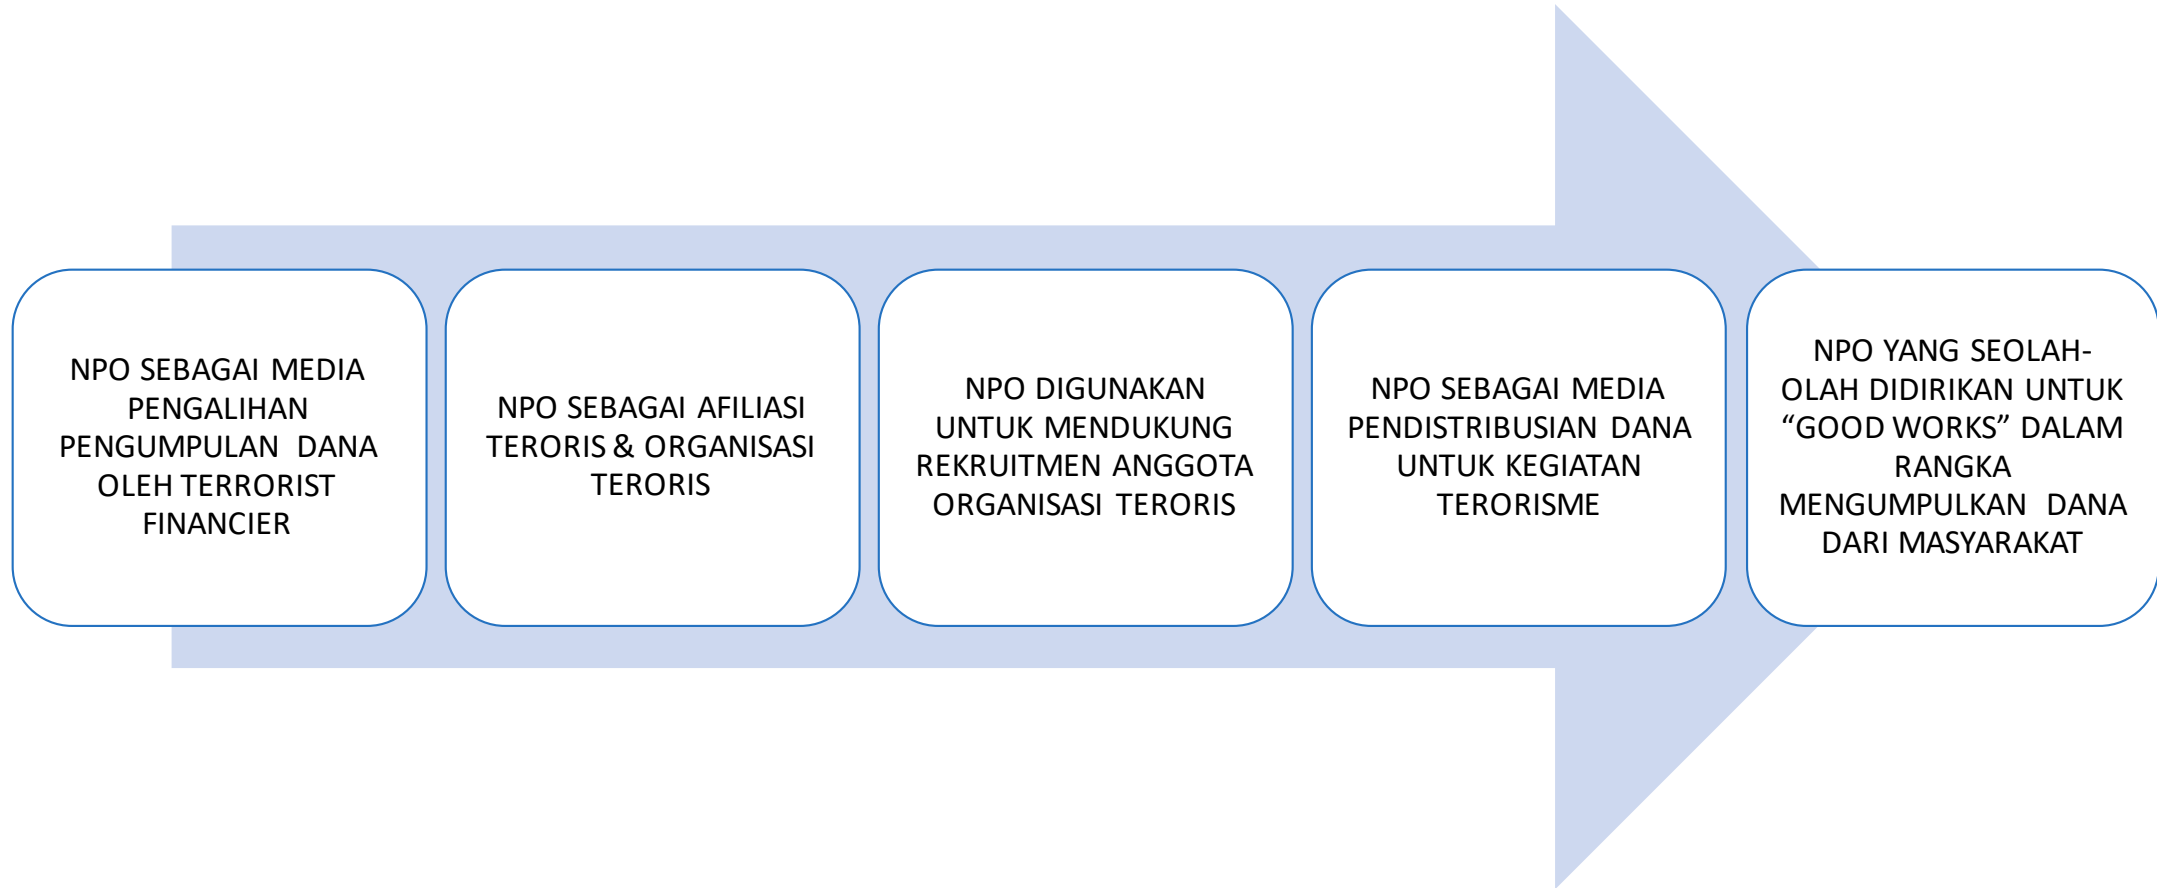 NPO SEBAGAI MEDIA
PENGALIHAN
PENGUMPULAN DANA
OLEH TERRORIST
FINANCIER
NPO SEBAGAI AFILIASI
TERORIS & ORGANISASI
TERORIS
NPO DIGUNAKAN
UNTUK MENDUKUNG
REKRUITMEN ANGGOTA
ORGANISASI TERORIS
NPO SEBAGAI MEDIA
PENDISTRIBUSIAN DANA
UNTUK KEGIATAN
TERORISME
NPO YANG SEOLAH-
OLAH DIDIRIKAN UNTUK
“GOOD WORKS” DALAM
RANGKA
MENGUMPULKAN DANA
DARI MASYARAKAT